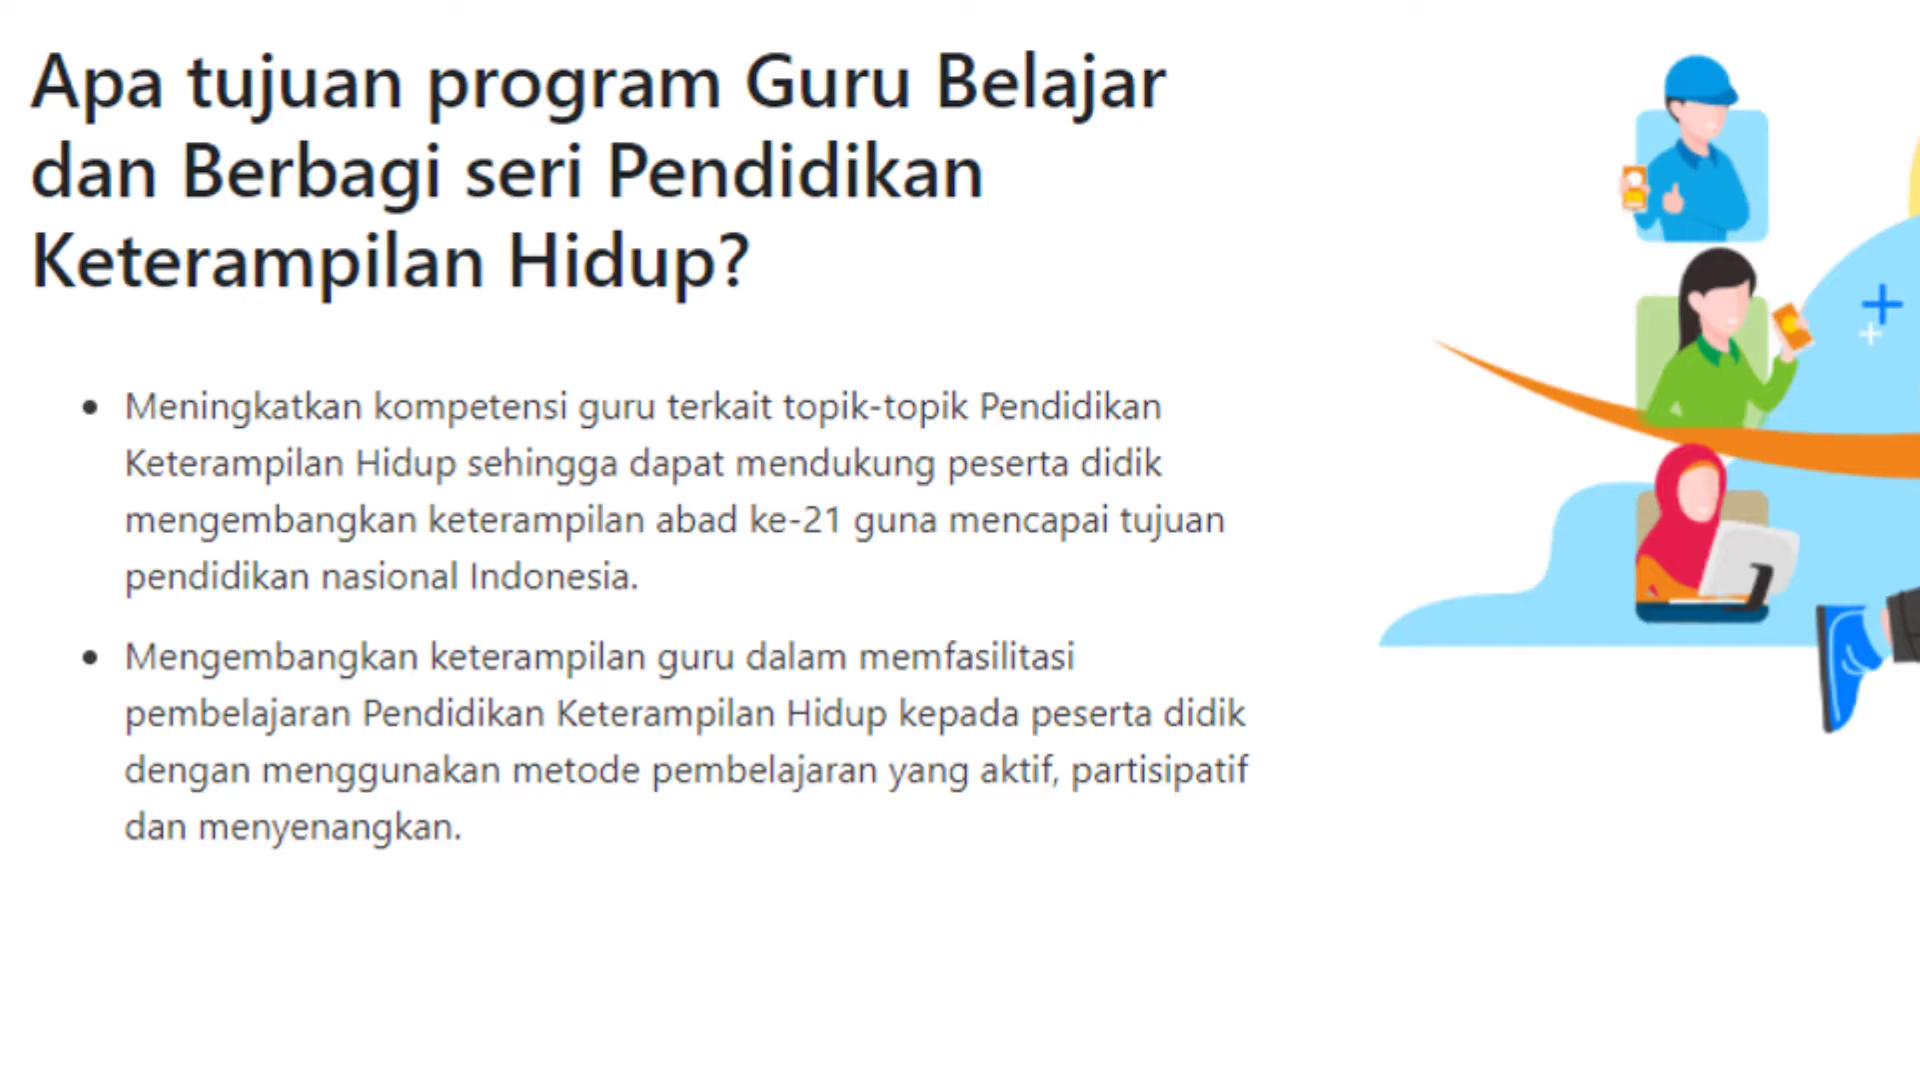 Apa tujuan program Guru Belajar
dan Berbagi seri Pendidikan
Keterampilan Hidup?
• Meningkatkan kompetensi guru terkait topik-topik Pendidikan
Keterampilan Hidup sehingga dapat mendukung peserta didik
mengembangkan keterampilan abad ke-21 guna mencapai tujuan
pendidikan nasional Indonesia.
• Mengembangkan keterampilan guru dalam memfasilitasi
pembelajaran Pendidikan Keterampilan Hidup kepada peserta didik
dengan menggunakan metode pembelajaran yang aktif, partisipatif
dan menyenangkan.